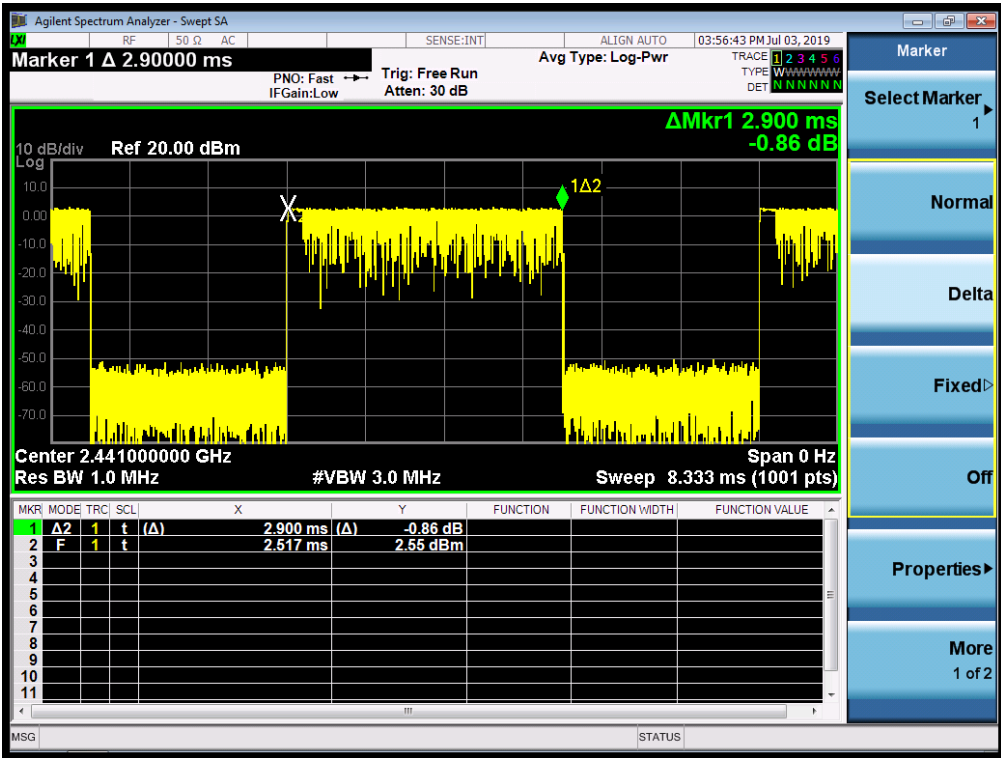 Agilent Spectrum Analyzer - Swept SA
LXI RF 50 Ω AC SENSE:INT ALIGN AUTO 03:56:43 PM Jul 03, 2019
Marker 1 Δ 2.90000 ms
PNO: Fast
IFGain:Low
Trig: Free Run
Atten: 30 dB
Avg Type: Log-Pwr
TRACE 1 2 3 4 5 6
TYPE WWWWWW
DET N N N N N N
ΔMkr1 2.900 ms
-0.86 dB
10 dB/div Ref 20.00 dBm
Log
10.0
0.00
-10.0
-20.0
-30.0
-40.0
-50.0
-60.0
-70.0
X2
1Δ2
Center 2.441000000 GHz Span 0 Hz
Res BW 1.0 MHz #VBW 3.0 MHz Sweep 8.333 ms (1001 pts)
MKR MODE TRC SCL X Y FUNCTION FUNCTION WIDTH FUNCTION VALUE
1 Δ2 1 t (Δ) 2.900 ms (Δ) -0.86 dB
2 F 1 t 2.517 ms 2.55 dBm
3
4
5
6
7
8
9
10
11
MSG STATUS
Marker
Select Marker
1
Normal
Delta
Fixed
Off
Properties
More
1 of 2